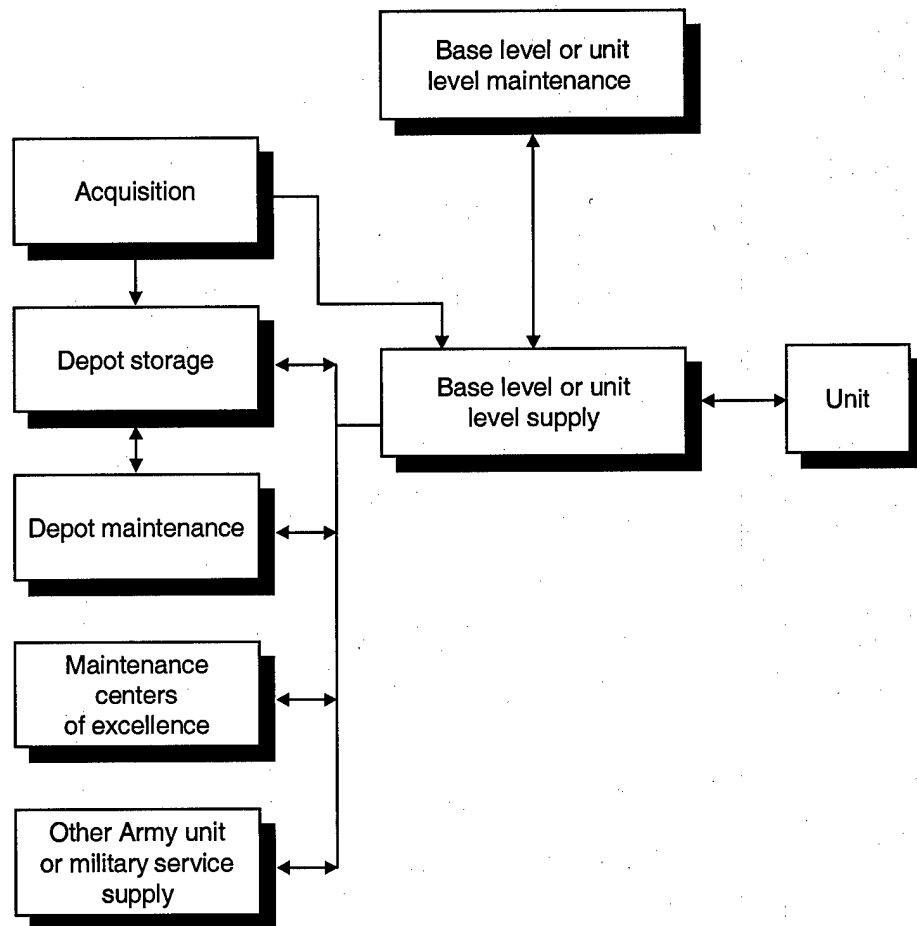 Base level or unit
level maintenance
Acquisition
Depot storage
Base level or unit
level supply
Unit
Depot maintenance
Maintenance
centers
of excellence
Other Army unit
or military service
supply